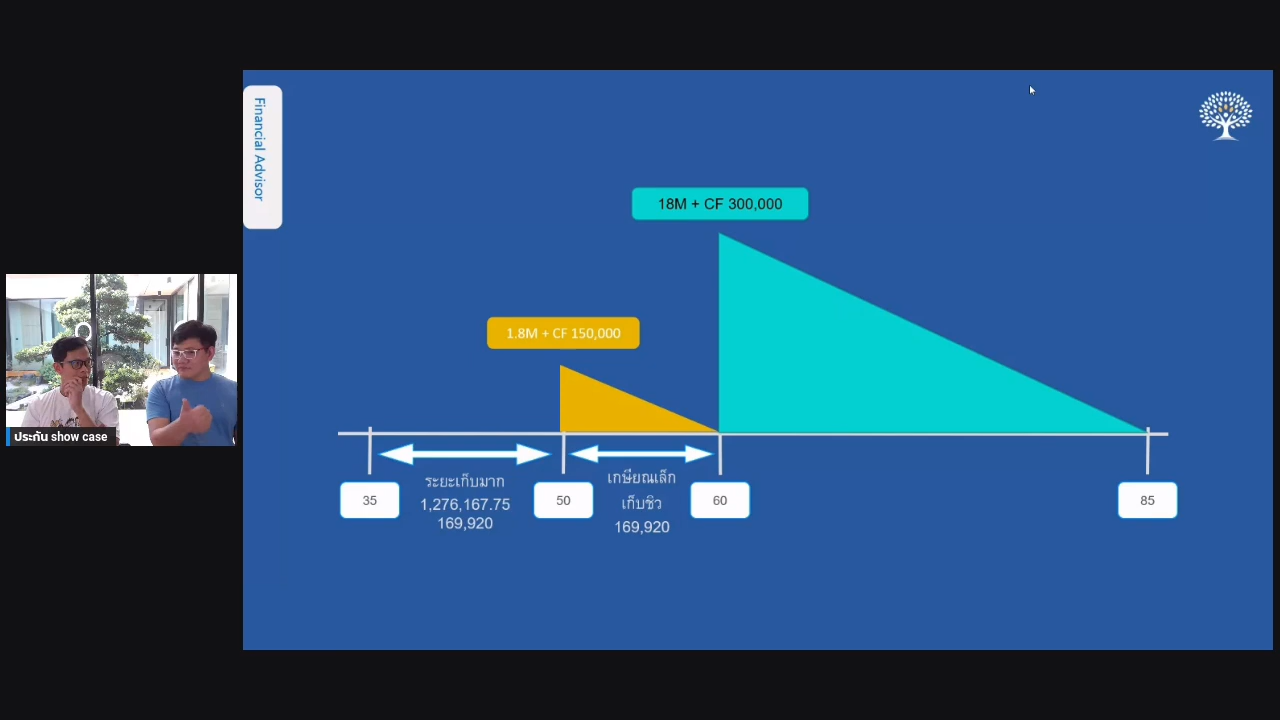 Financial Advisor
18M + CF 300,000
1.8M + CF 150,000
ระยะเก็บมาก
1,276,167.75
169,920
เกษียณเล็ก
เก็บชิว
169,920
35
50
60
85
ประกัน show case